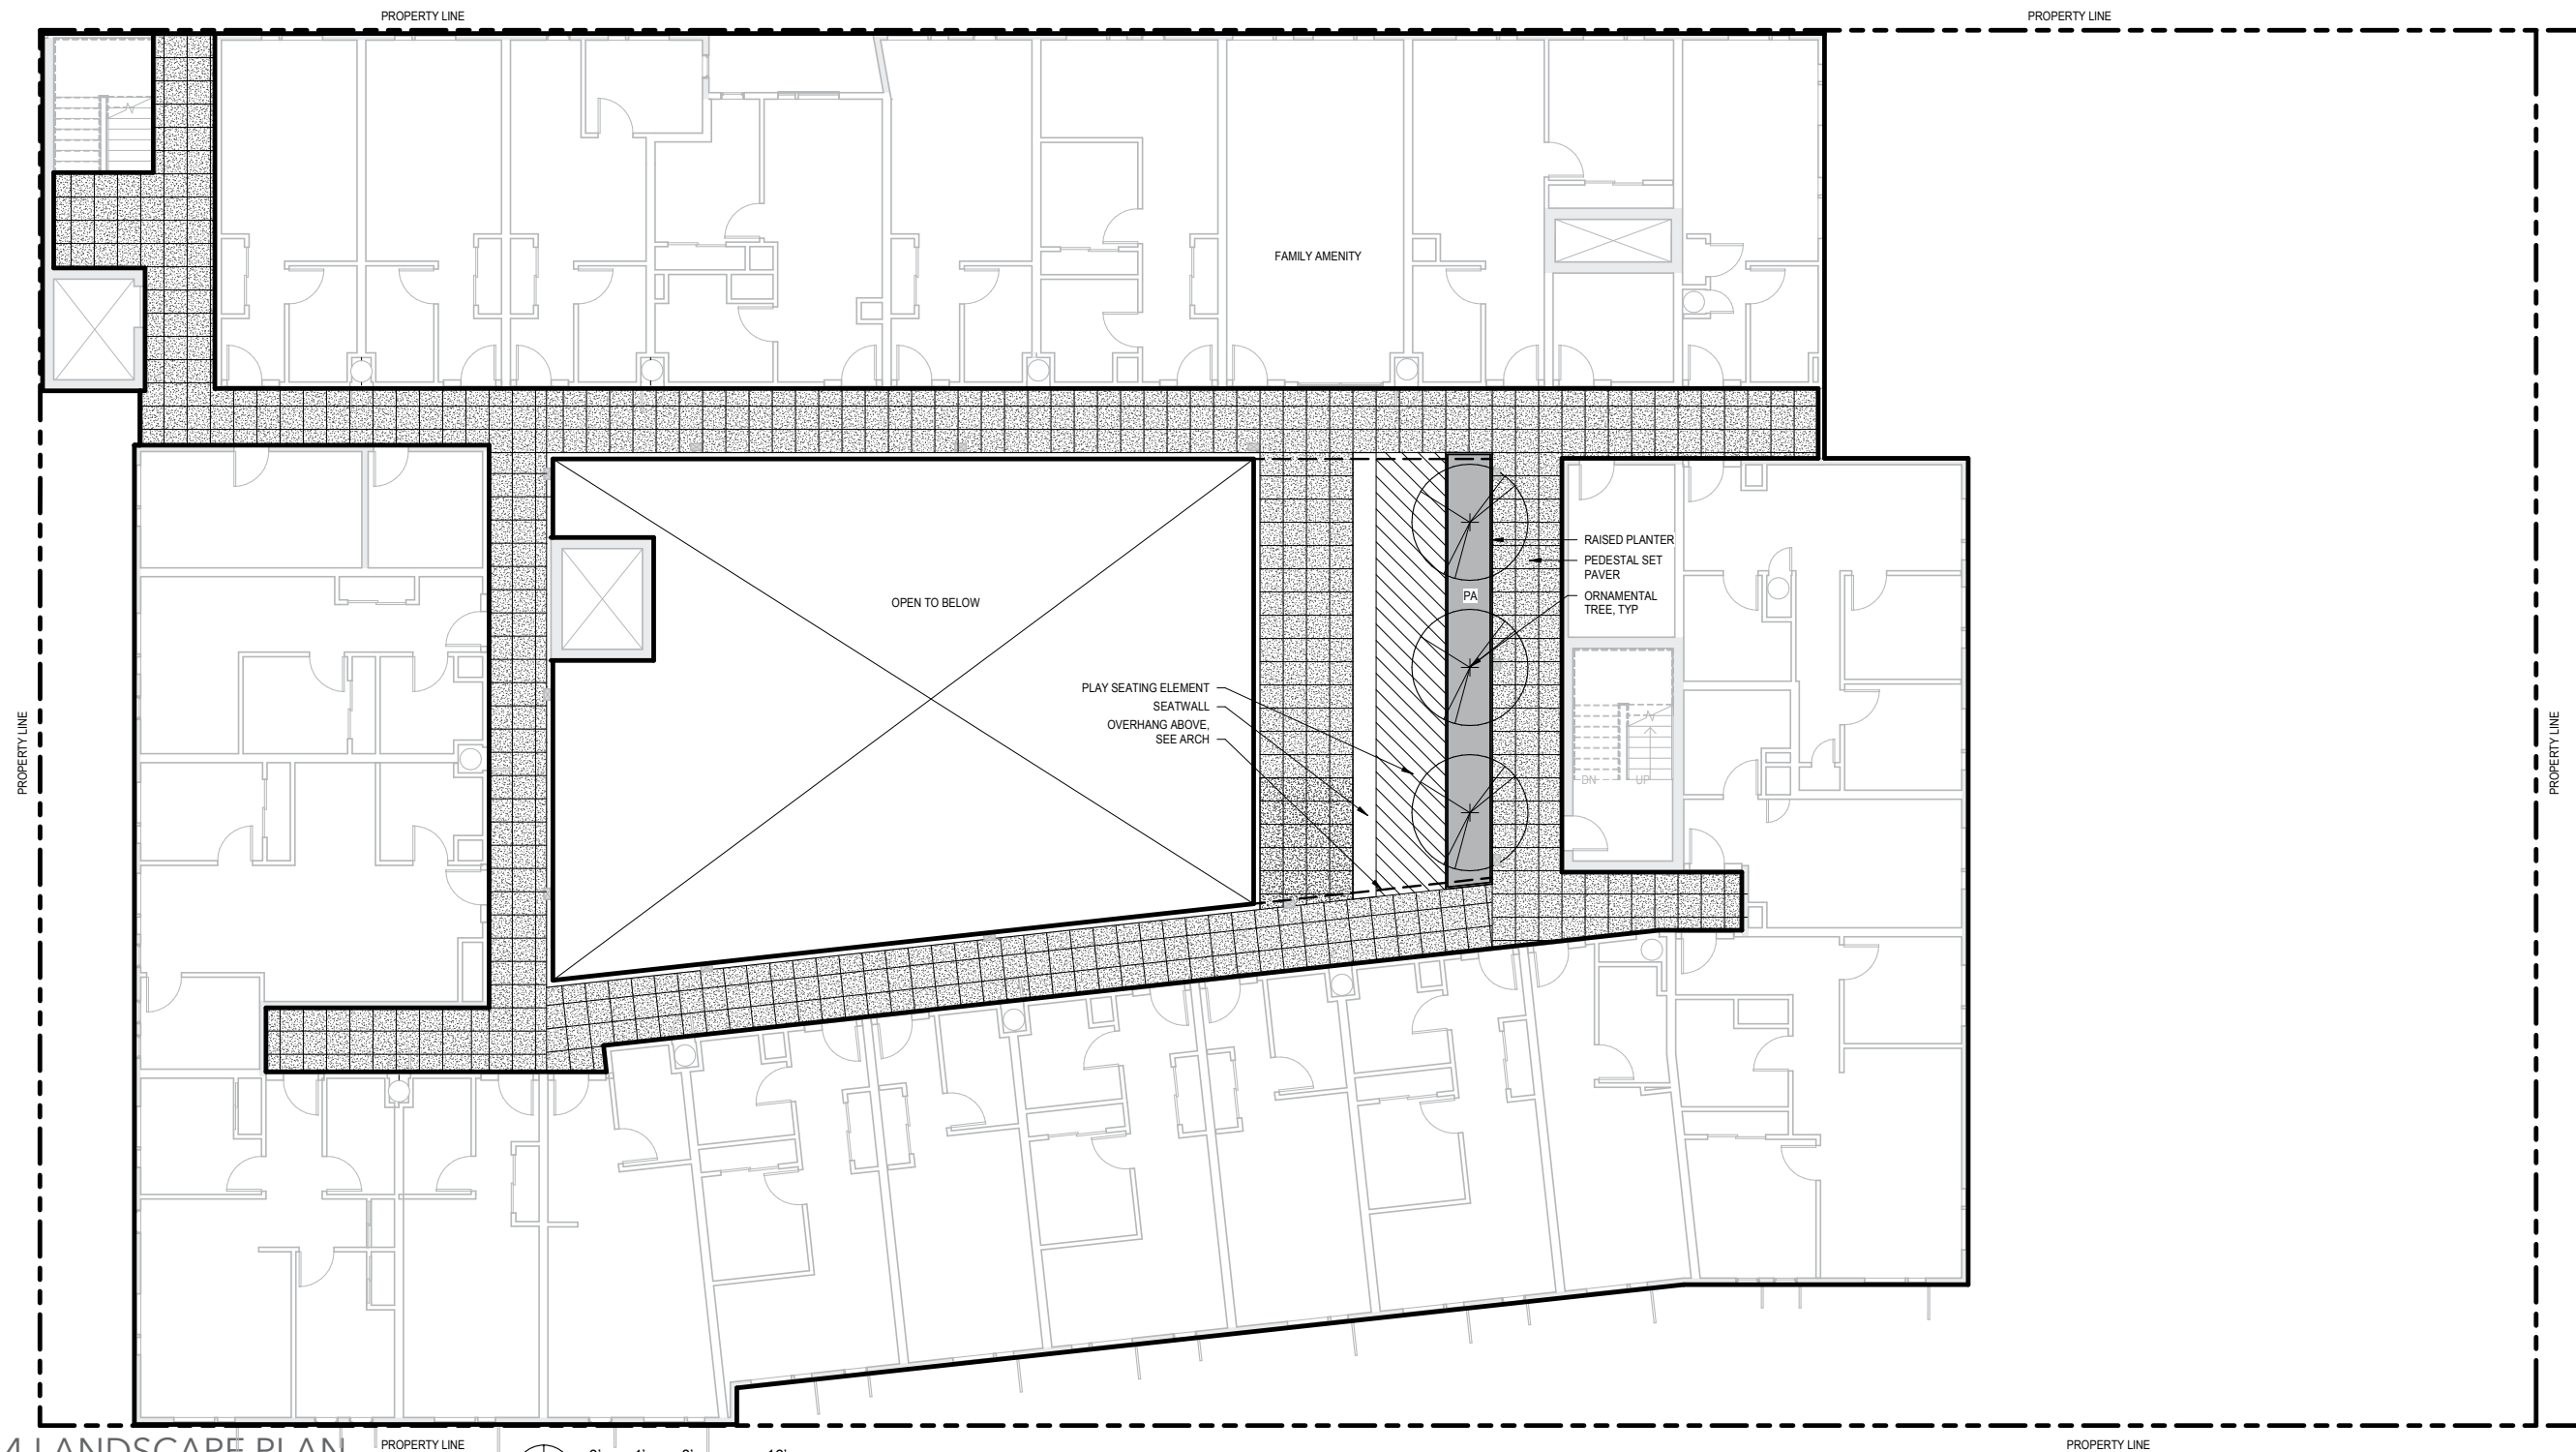 PROPERTY LINE
PROPERTY LINE
FAMILY AMENITY
RAISED PLANTER
PEDESTAL SET
PAVER
ORNAMENTAL
TREE, TYP
PA
OPEN TO BELOW
PLAY SEATING ELEMENT
SEATWALL
OVERHANG ABOVE,
SEE ARCH
DN
UP
PROPERTY LINE
PROPERTY LINE
4 LANDSCAPE PLAN
PROPERTY LINE
PROPERTY LINE